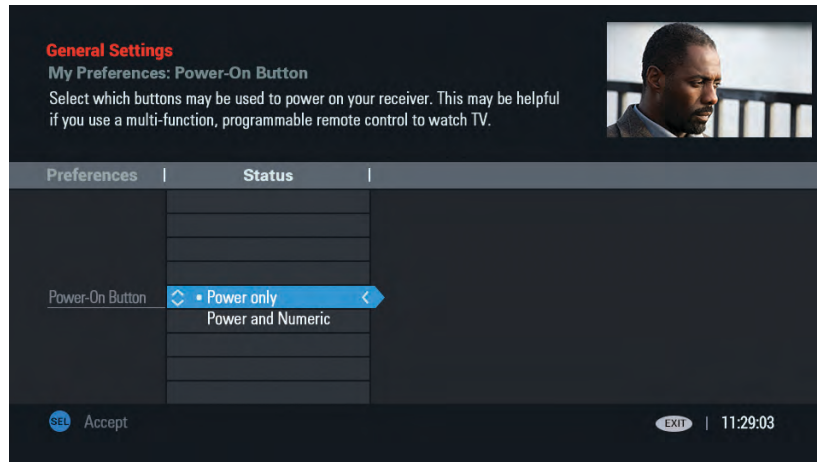 General Settings
My Preferences: Power-On Button
Select which buttons may be used to power on your receiver. This may be helpful
if you use a multi-function, programmable remote control to watch TV.
Preferences | Status |
Power-On Button
Power only
Power and Numeric
SEL Accept
EXIT | 11:29:03